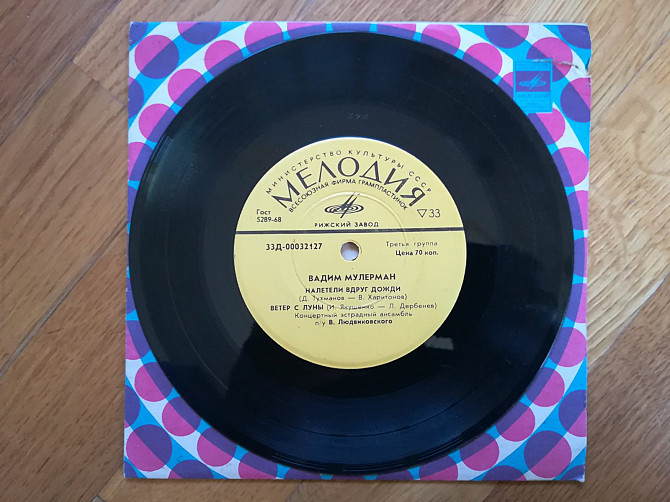 МИНИСТЕРСТВО КУЛЬТУРЫ СССР
МЕЛОДИЯ
ВСЕСОЮЗНАЯ ФИРМА ГРАМПЛАСТИНОК
Гост
5289-68
РИЖСКИЙ ЗАВОД
▽33
33Д-00032127
Третья группа
Цена 70 коп.
ВАДИМ МУЛЕРМАН
НАЛЕТЕЛИ ВДРУГ ДОЖДИ
(Д. Тухманов — В. Харитонов)
ВЕТЕР С ЛУНЫ (И. Якушенко — Л. Дербенев)
Концертный эстрадный ансамбль
п/у В. Людвиковского